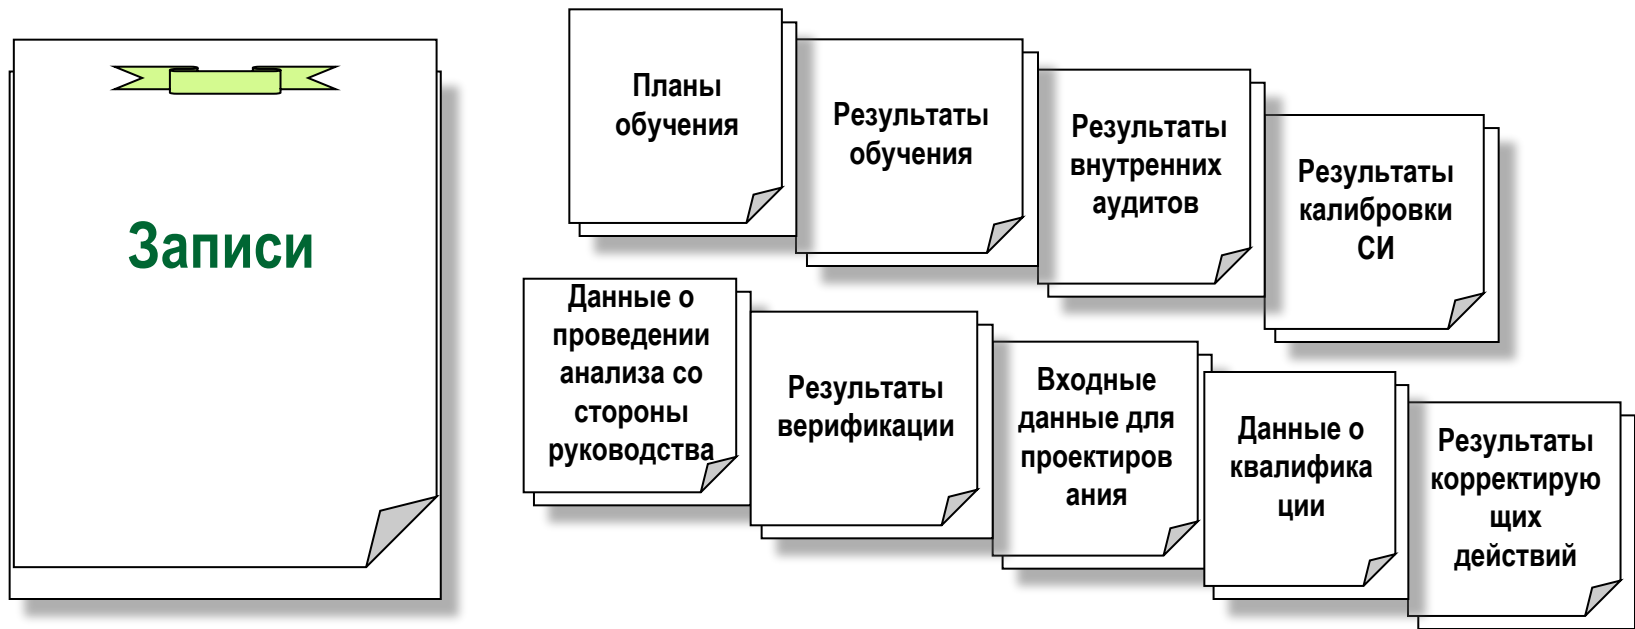 Записи
Планы
обучения
Результаты
обучения
Результаты
внутренних
аудитов
Результаты
калибровки
СИ
Данные о
проведении
анализа со
стороны
руководства
Результаты
верификации
Входные
данные для
проектиров
ания
Данные о
квалифика
ции
Результаты
корректирую
щих
действий